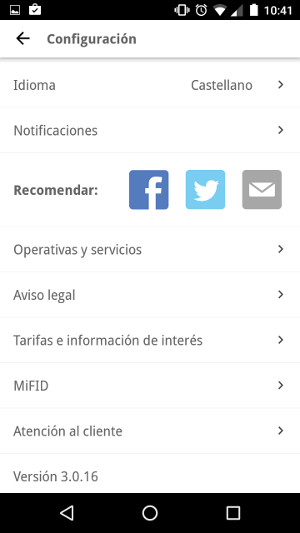 10:41
Configuración
Idioma Castellano
Notificaciones
Recomendar:
Operativas y servicios
Aviso legal
Tarifas e información de interés
MiFID
Atención al cliente
Versión 3.0.16